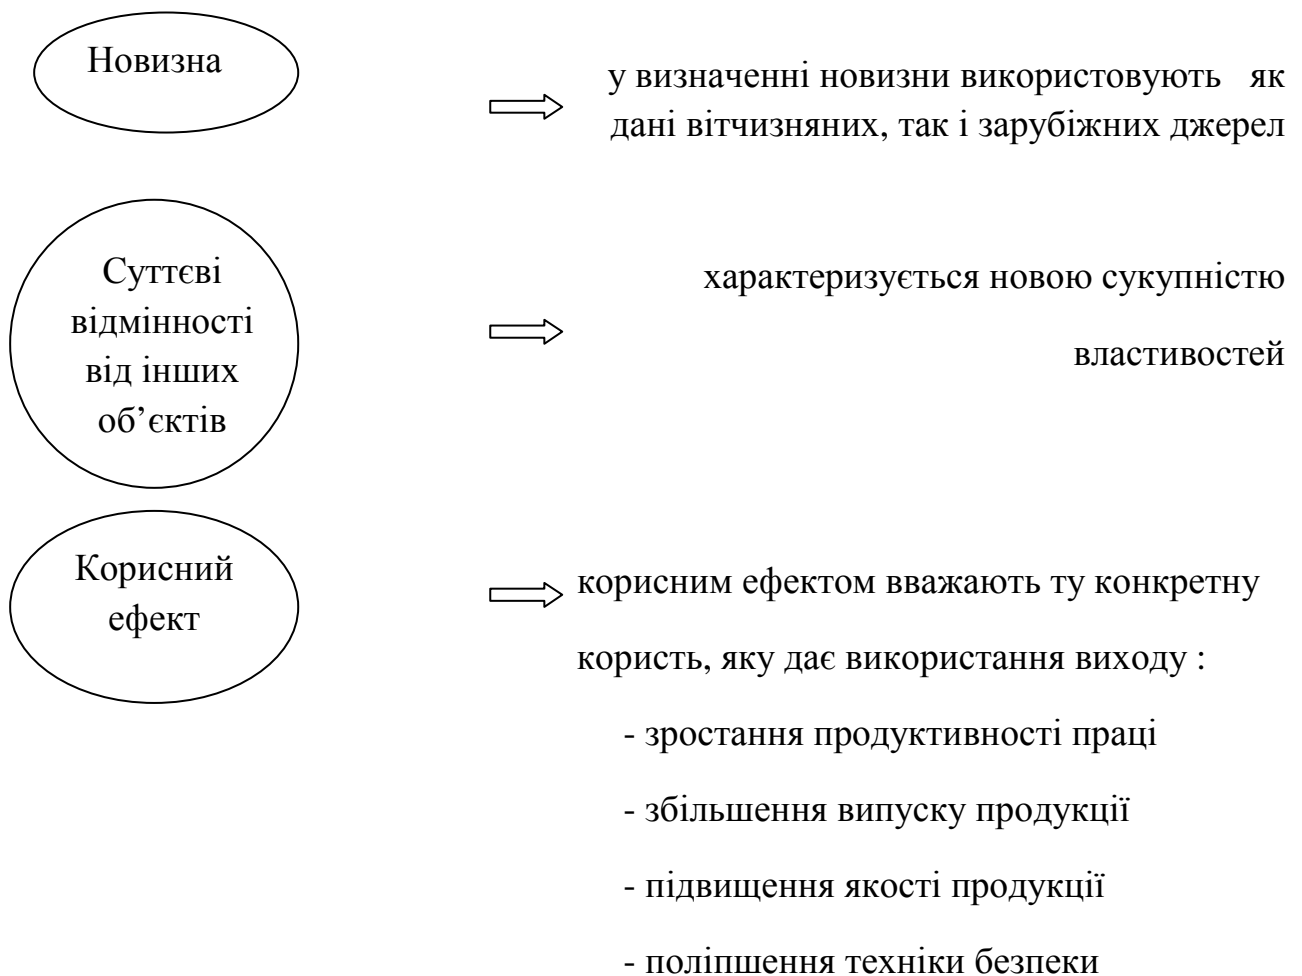 Новизна
у визначенні новизни використовують як
дані вітчизняних, так і зарубіжних джерел
Суттєві
відмінності
від інших
об’єктів
характеризується новою сукупністю
властивостей
Корисний
ефект
корисним ефектом вважають ту конкретну
користь, яку дає використання виходу :
- зростання продуктивності праці
- збільшення випуску продукції
- підвищення якості продукції
- поліпшення техніки безпеки